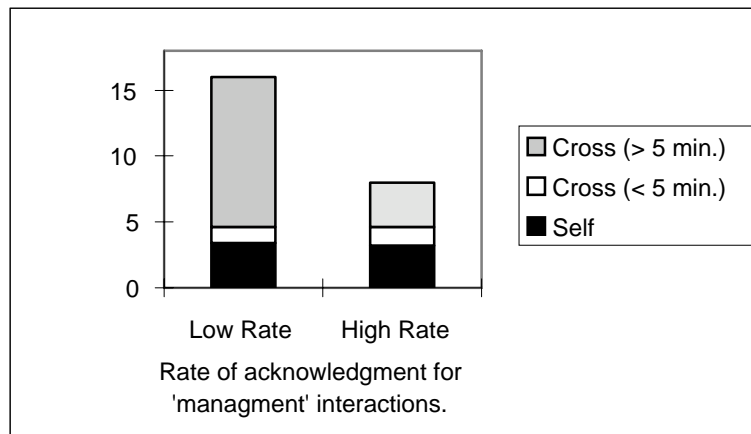 15
10
5
0
Low Rate High Rate
Rate of acknowledgment for
'managment' interactions.
Cross (> 5 min.)
Cross (< 5 min.)
Self